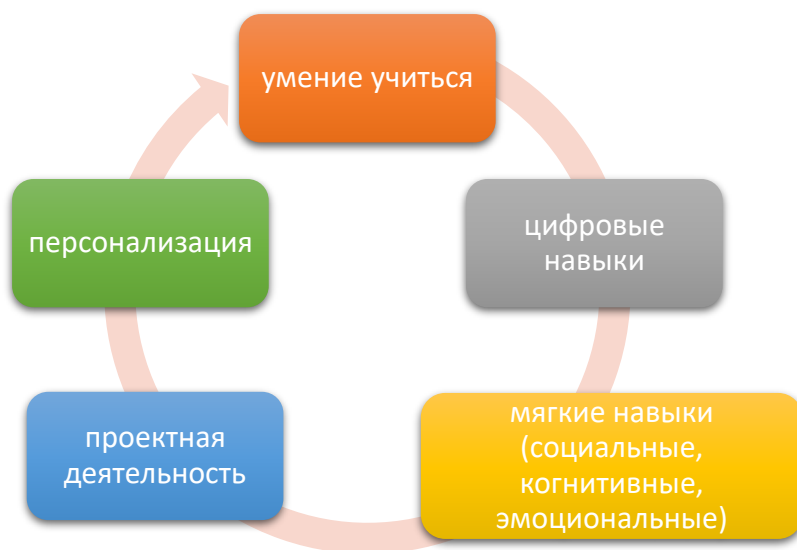 умение учиться
цифровые
навыки
мягкие навыки
(социальные,
когнитивные,
эмоциональные)
проектная
деятельность
персонализация